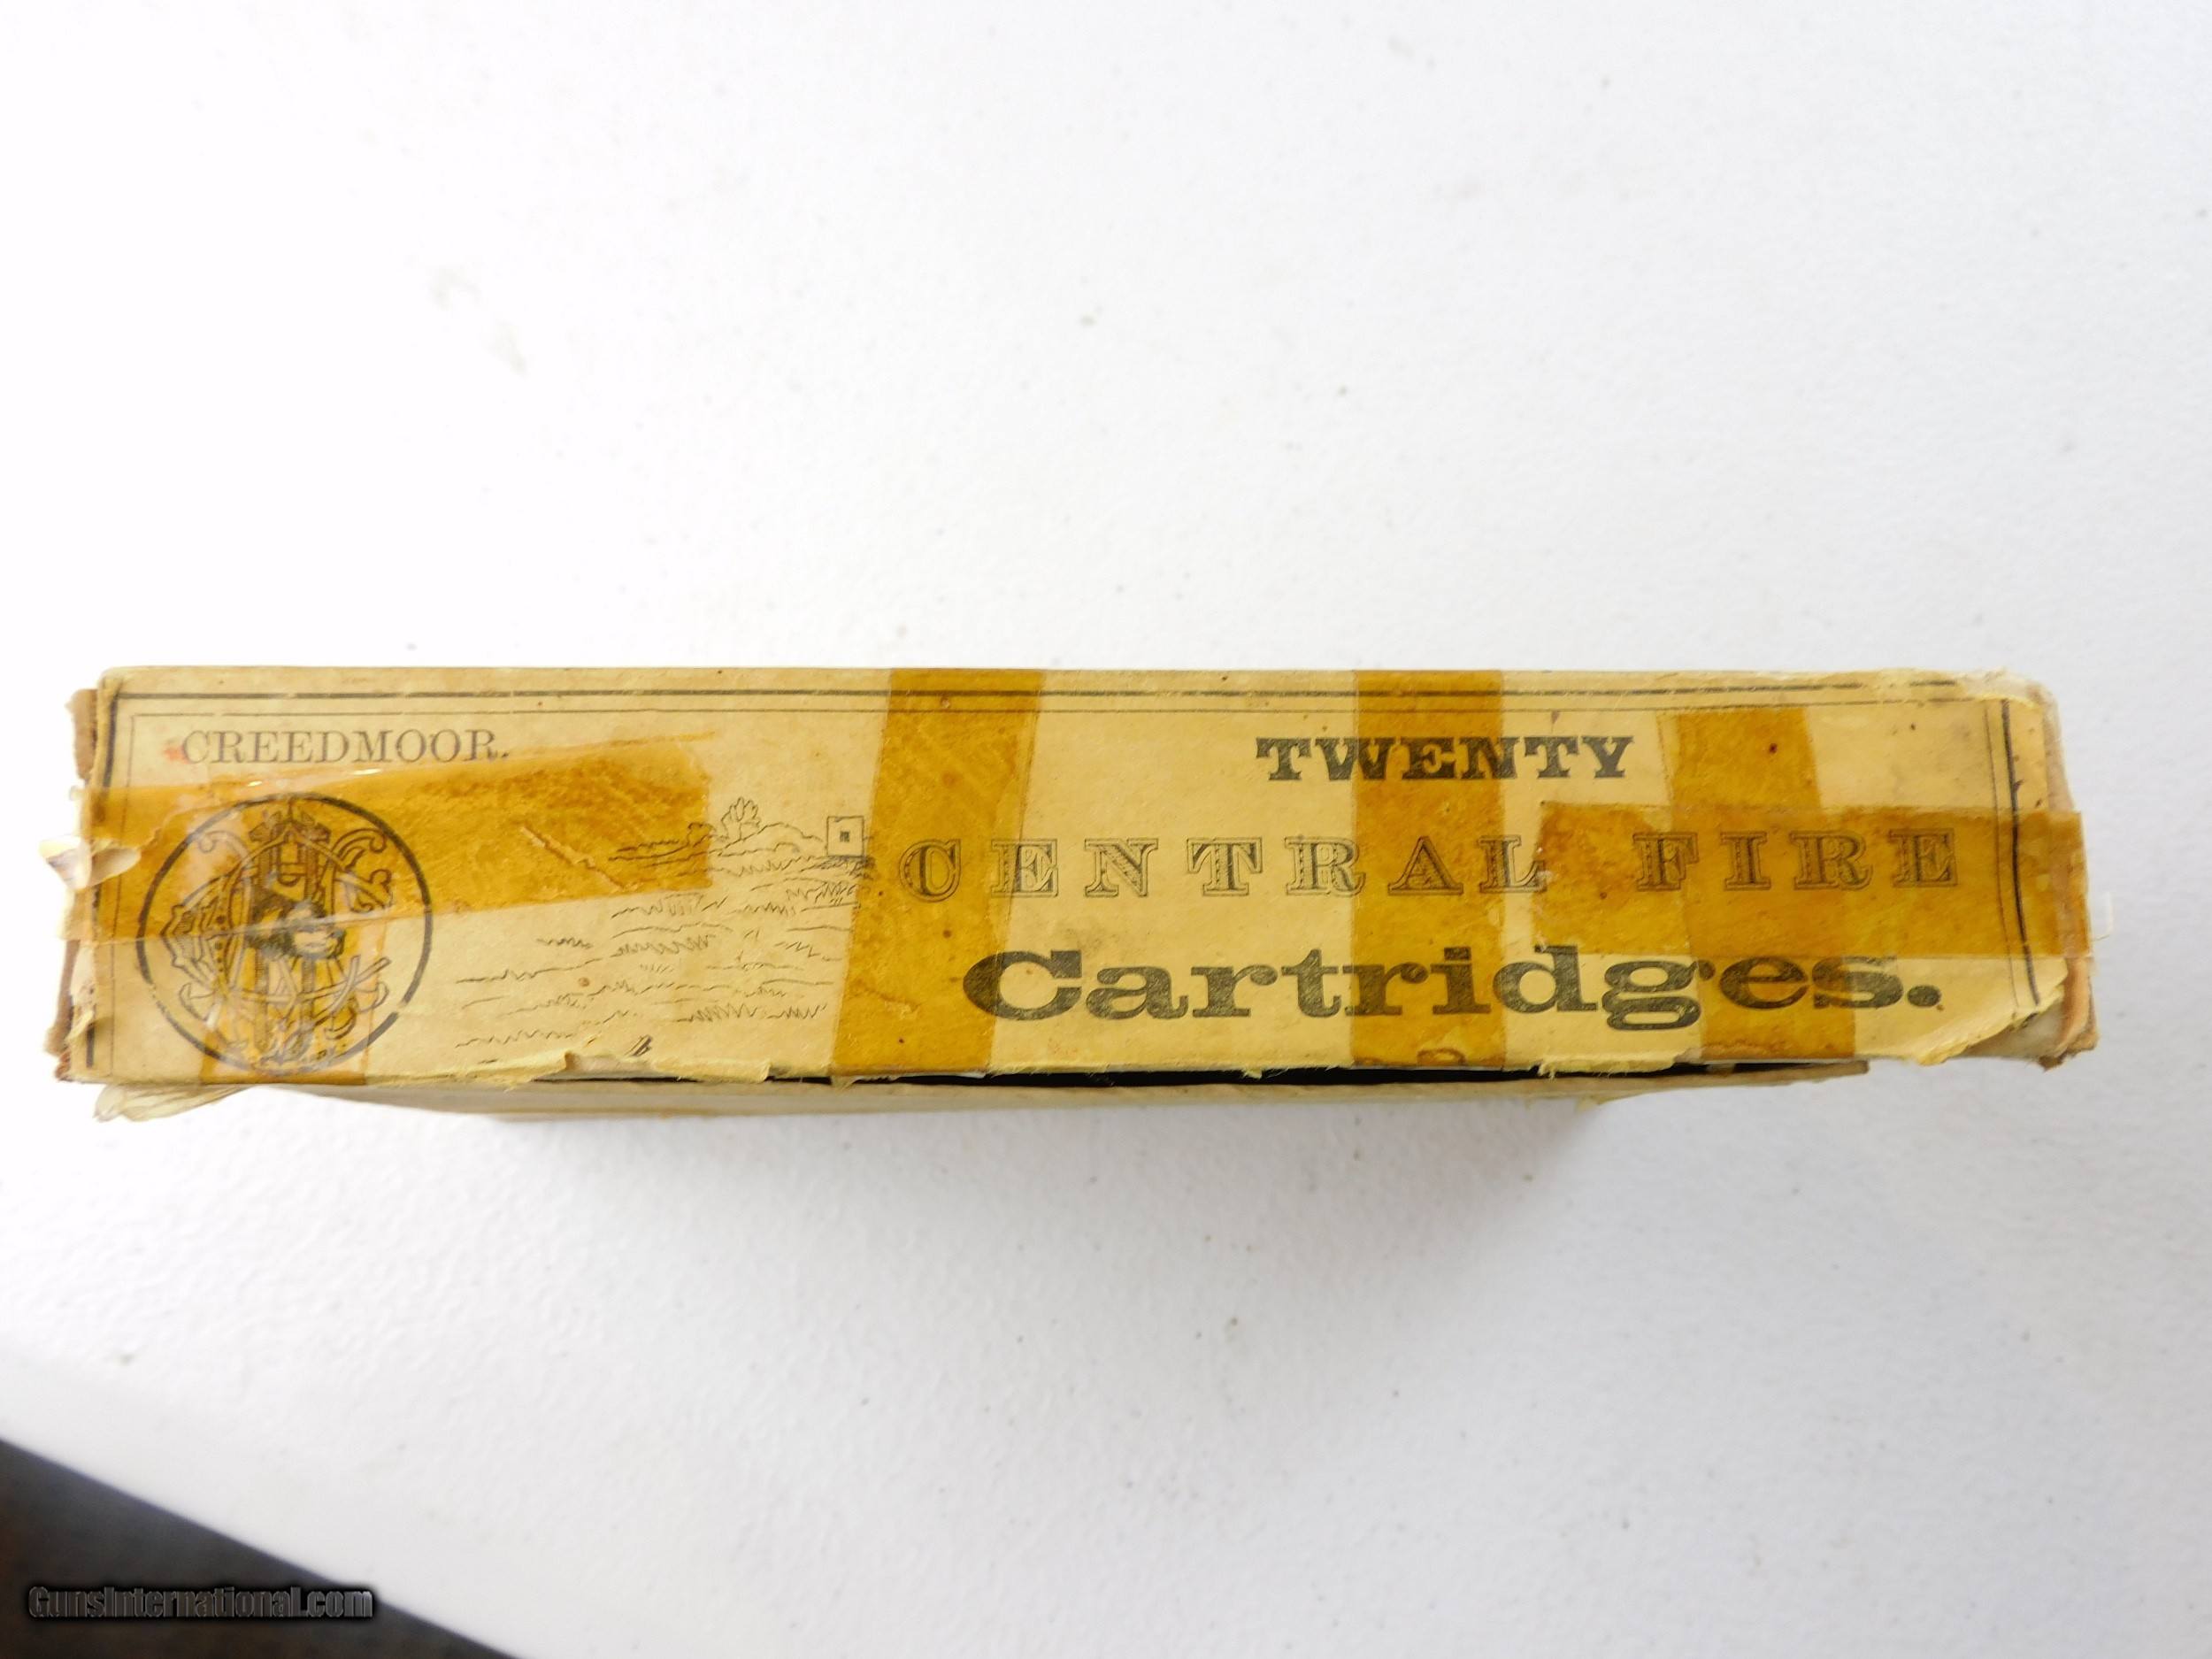 CREEDMOOR.
TWENTY
CENTRAL FIRE
Cartridges.
GunsInternational.com